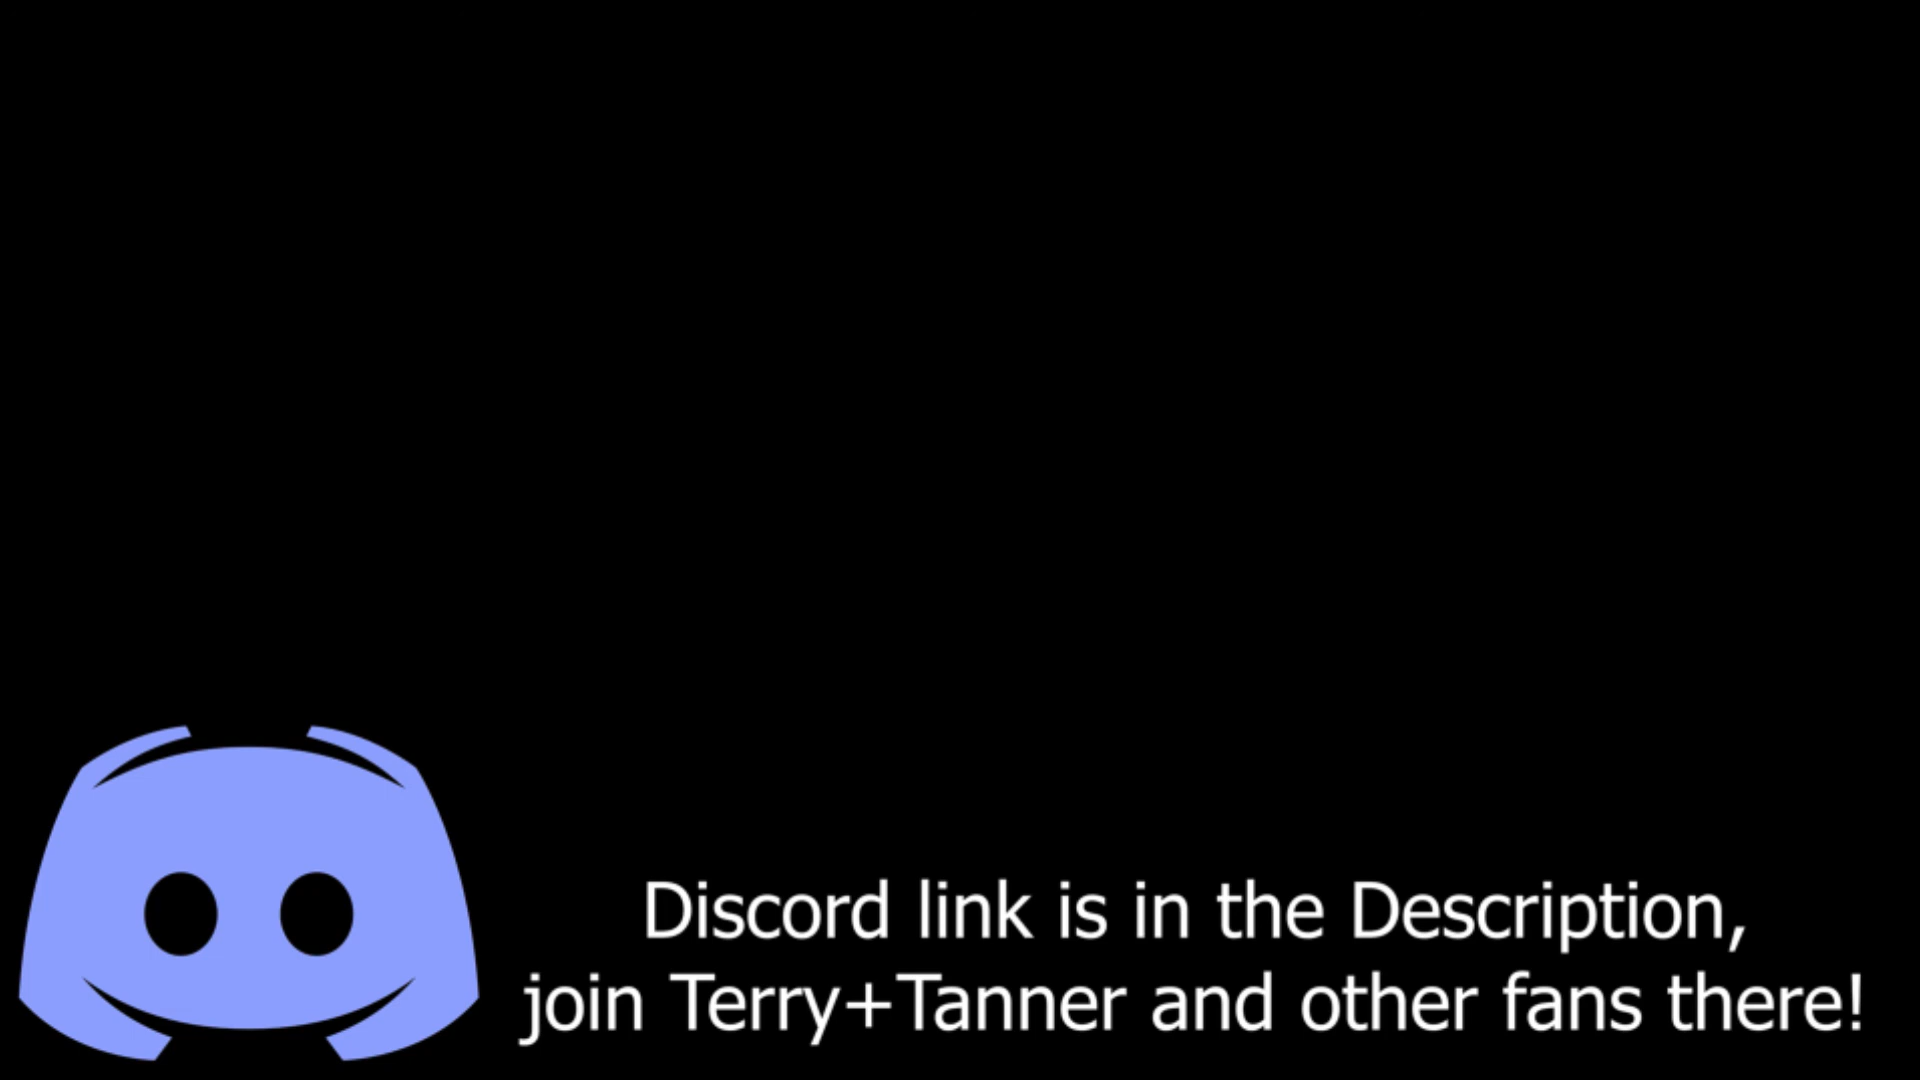 Discord link is in the Description,
join Terry+Tanner and other fans there!